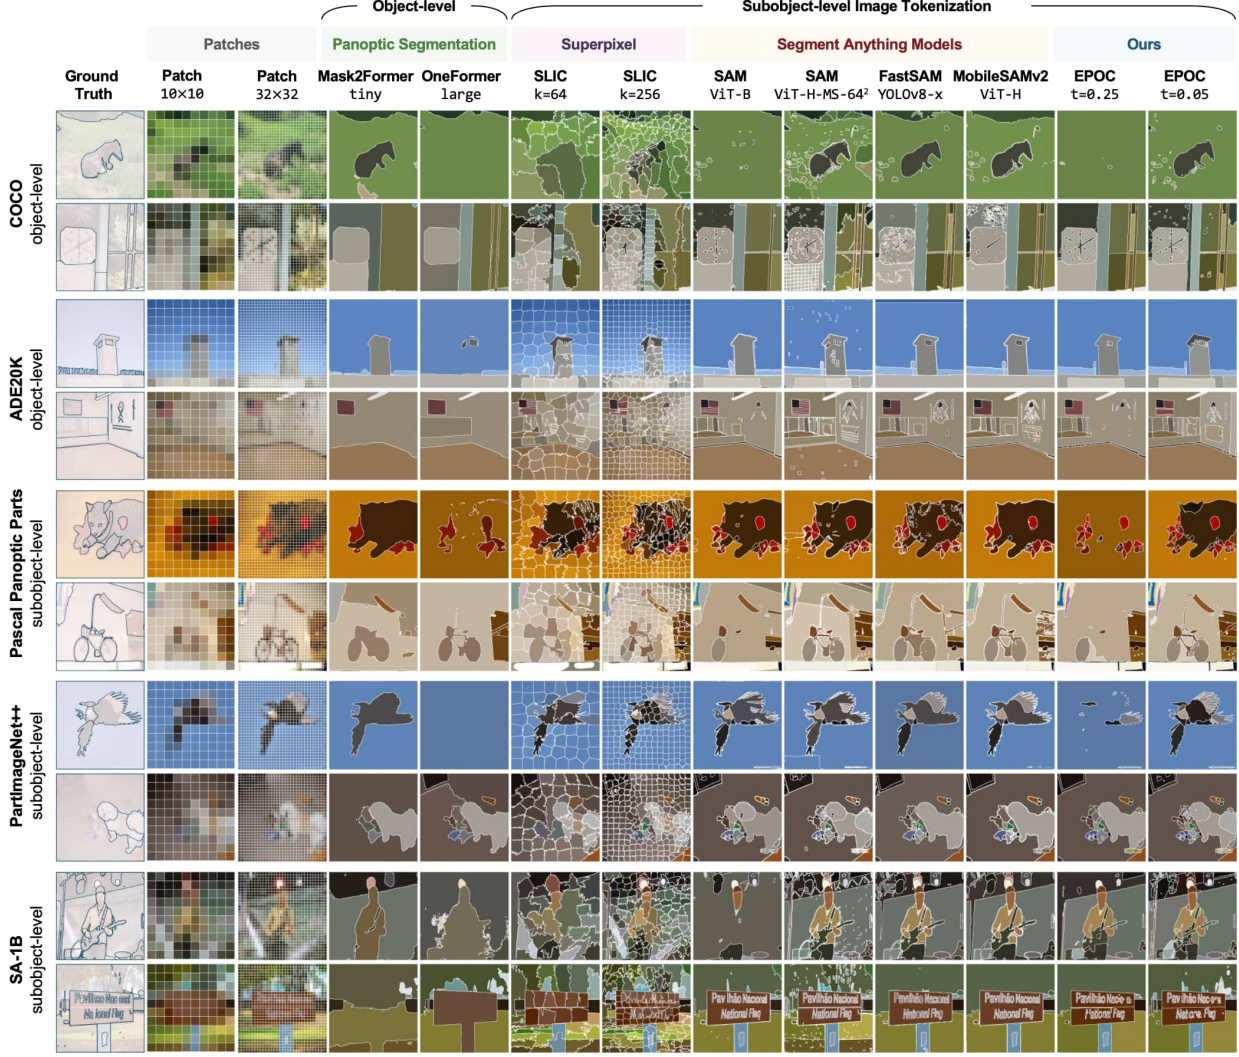 Object-level
Subobject-level Image Tokenization
Patches
Panoptic Segmentation
Superpixel
Segment Anything Models
Ours
Ground Truth
Patch 10×10
Patch 32×32
Mask2Former tiny
OneFormer large
SLIC k=64
SLIC k=256
SAM ViT-B
SAM ViT-H-MS-64²
FastSAM YOLOv8-x
MobileSAMv2 ViT-H
EPOC t=0.25
EPOC t=0.05
COCO
object-level
ADE20K
object-level
Pascal Panoptic Parts
subobject-level
PartImageNet++
subobject-level
SA-1B
subobject-level
Pavilhão Nacional
National Flag